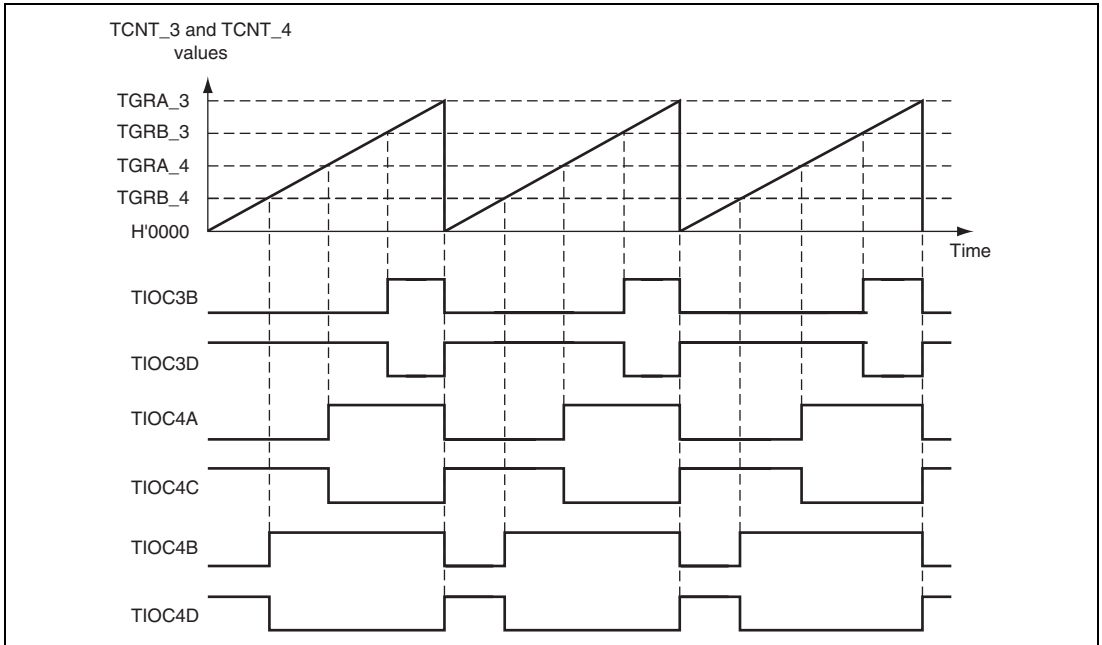 TCNT_3 and TCNT_4
values
TGRA_3
TGRB_3
TGRA_4
TGRB_4
H'0000
Time
TIOC3B
TIOC3D
TIOC4A
TIOC4C
TIOC4B
TIOC4D